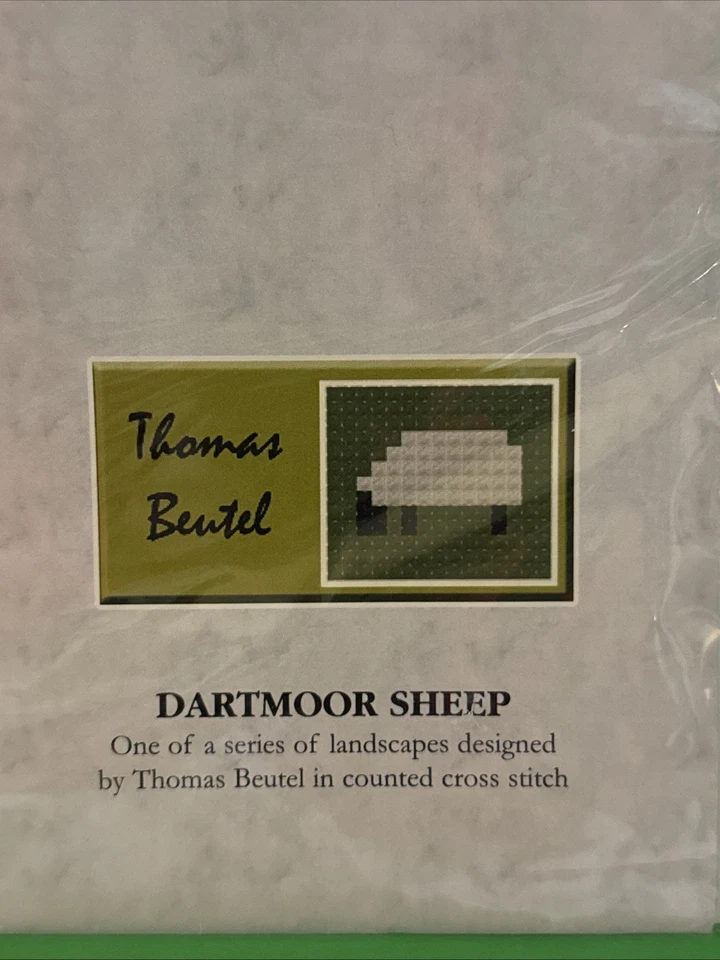 Thomas
Beutel
DARTMOOR SHEEP
One of a series of landscapes designed
by Thomas Beutel in counted cross stitch